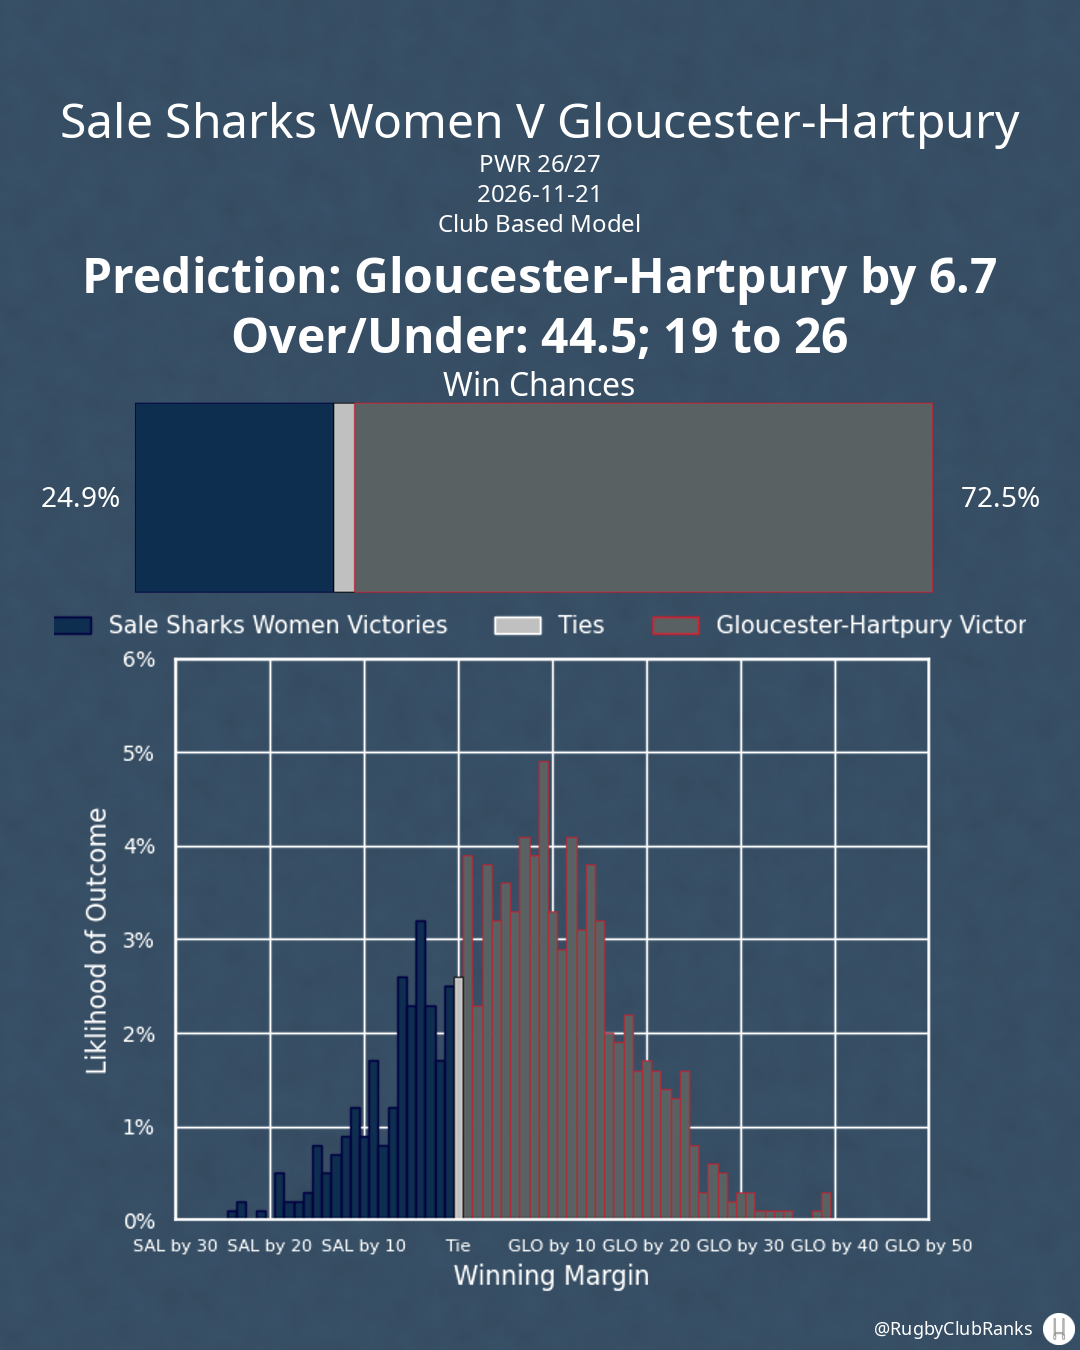 Sale Sharks Women V Gloucester-Hartpury
PWR 26/27
2026-11-21
Club Based Model
Prediction: Gloucester-Hartpury by 6.7
Over/Under: 44.5; 19 to 26
Win Chances
24.9%
72.5%
Sale Sharks Women Victories
Ties
Gloucester-Hartpury Victor
6%
5%
4%
3%
2%
1%
0%
Liklihood of Outcome
SAL by 30 SAL by 20 SAL by 10 Tie GLO by 10 GLO by 20 GLO by 30 GLO by 40 GLO by 50
Winning Margin
@RugbyClubRanks